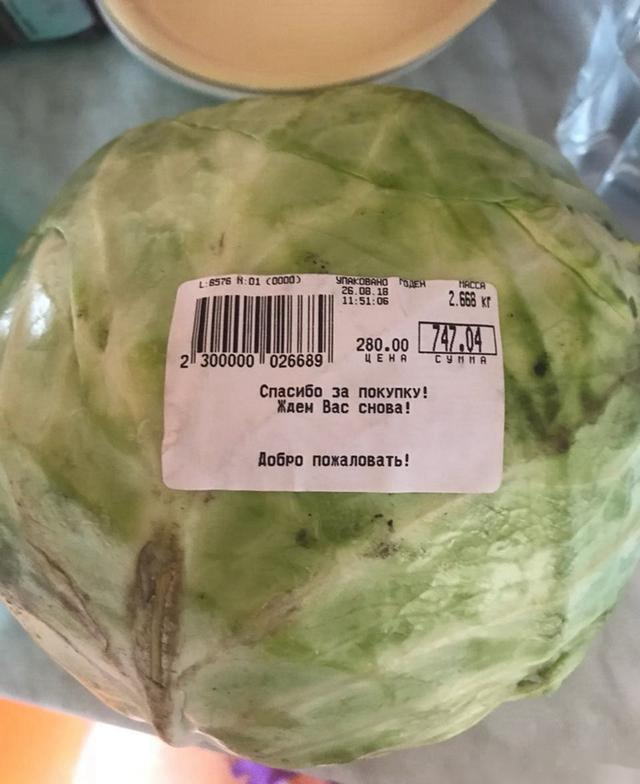 L:6576 N:01 (0000) УПАКОВАНО ГОДЕН МАССА
26.08.18
11:51:06
2.668 кг
280.00 747.04
ЦЕНА СУММА
2 300000 026689
Спасибо за покупку!
Ждем Вас снова!
Добро пожаловать!